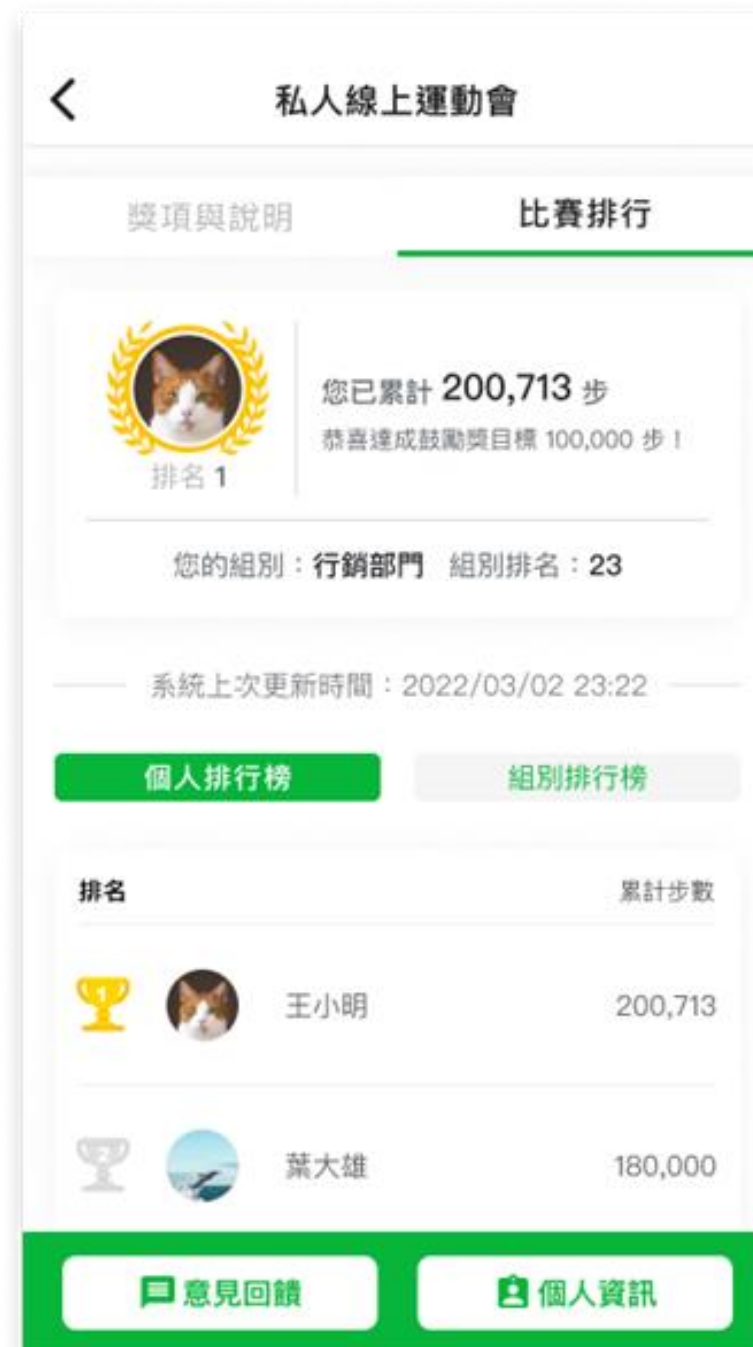 私人線上運動會
獎項與說明 比賽排行
您已累計 200,713 步
恭喜達成鼓勵獎目標 100,000 步！
排名 1
您的組別：行銷部門 組別排名：23
系統上次更新時間：2022/03/02 23:22
個人排行榜 組別排行榜
排名 累計步數
1 王小明 200,713
2 葉大雄 180,000
意見回饋 個人資訊